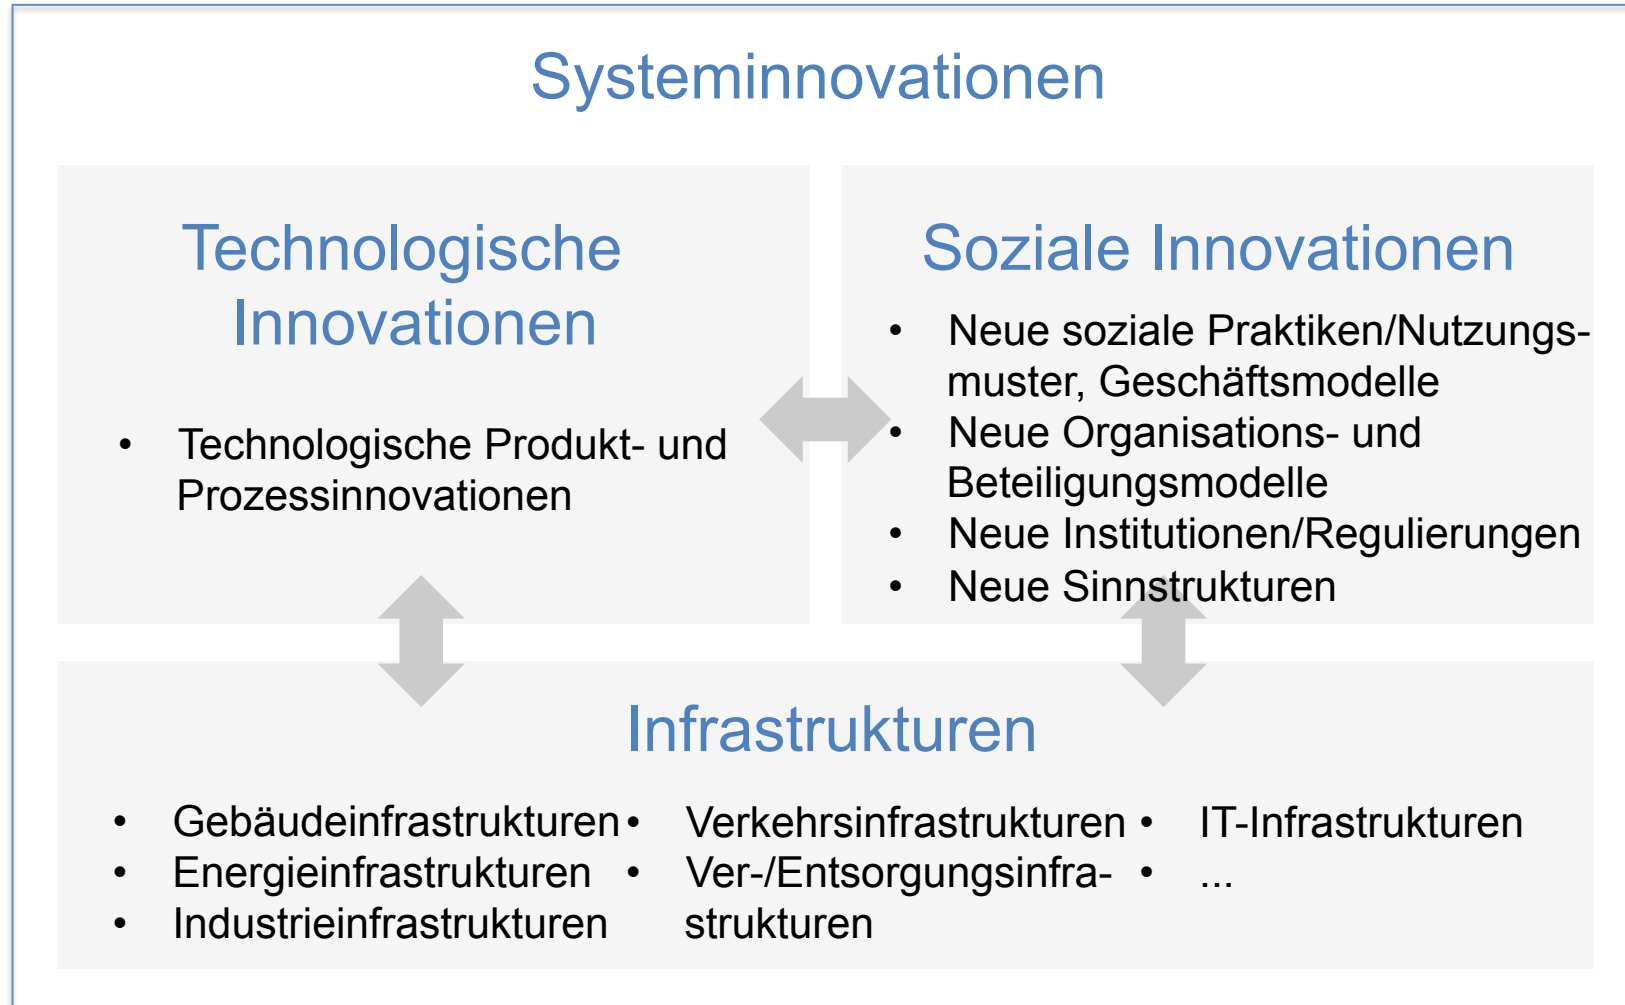 Systeminnovationen
Technologische
Innovationen
• Technologische Produkt- und
Prozessinnovationen
Soziale Innovationen
• Neue soziale Praktiken/Nutzungs-
muster, Geschäftsmodelle
• Neue Organisations- und
Beteiligungsmodelle
• Neue Institutionen/Regulierungen
• Neue Sinnstrukturen
Infrastrukturen
• Gebäudeinfrastrukturen
• Energieinfrastrukturen
• Industrieinfrastrukturen
• Verkehrsinfrastrukturen
• Ver-/Entsorgungsinfra-
strukturen
• IT-Infrastrukturen
• ...